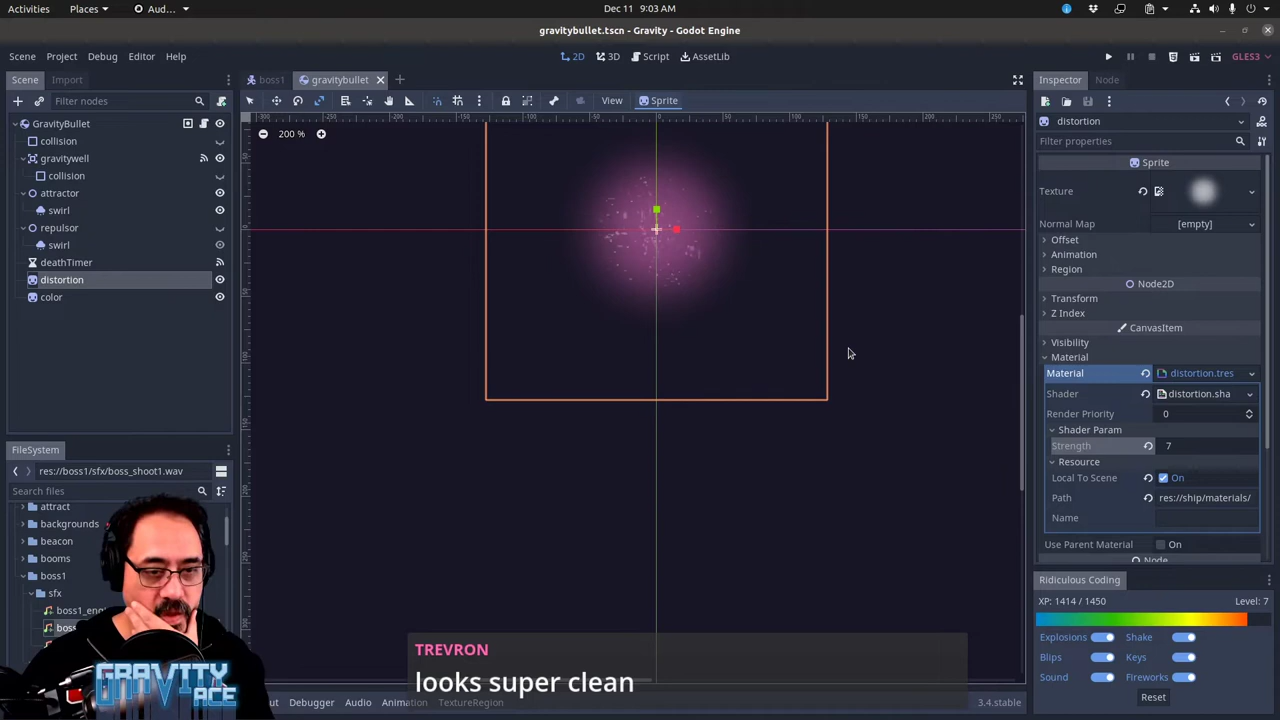 Activities
Places
Aud...
Dec 11 9:03 AM
gravitybullet.tscn - Gravity - Godot Engine
Scene Project Debug Editor Help
2D 3D Script AssetLib
GLES3
Scene Import
boss1 gravitybullet
Inspector Node
Filter nodes
View Sprite
distortion
200 %
Filter properties
GravityBullet
collision
gravitywell
collision
attractor
swirl
repulsor
swirl
deathTimer
distortion
color
Sprite
Texture
Normal Map [empty]
Offset
Animation
Region
Node2D
Transform
Z Index
CanvasItem
Visibility
Material
Material distortion.tres
Shader distortion.sha
Render Priority 0
Shader Param
Strength 7
Resource
Local To Scene On
Path res://ship/materials/
Name
Use Parent Material On
Node
FileSystem
res://boss1/sfx/boss_shoot1.wav
Search files
attract
backgrounds
beacon
booms
boss1
sfx
boss1_eng
Ridiculous Coding
XP: 1414 / 1450 Level: 7
Explosions Shake
Blips Keys
Sound Fireworks
Reset
TREVRON
looks super clean
GRAVITY
ACE
Debugger Audio Animation TextureRegion
3.4.stable